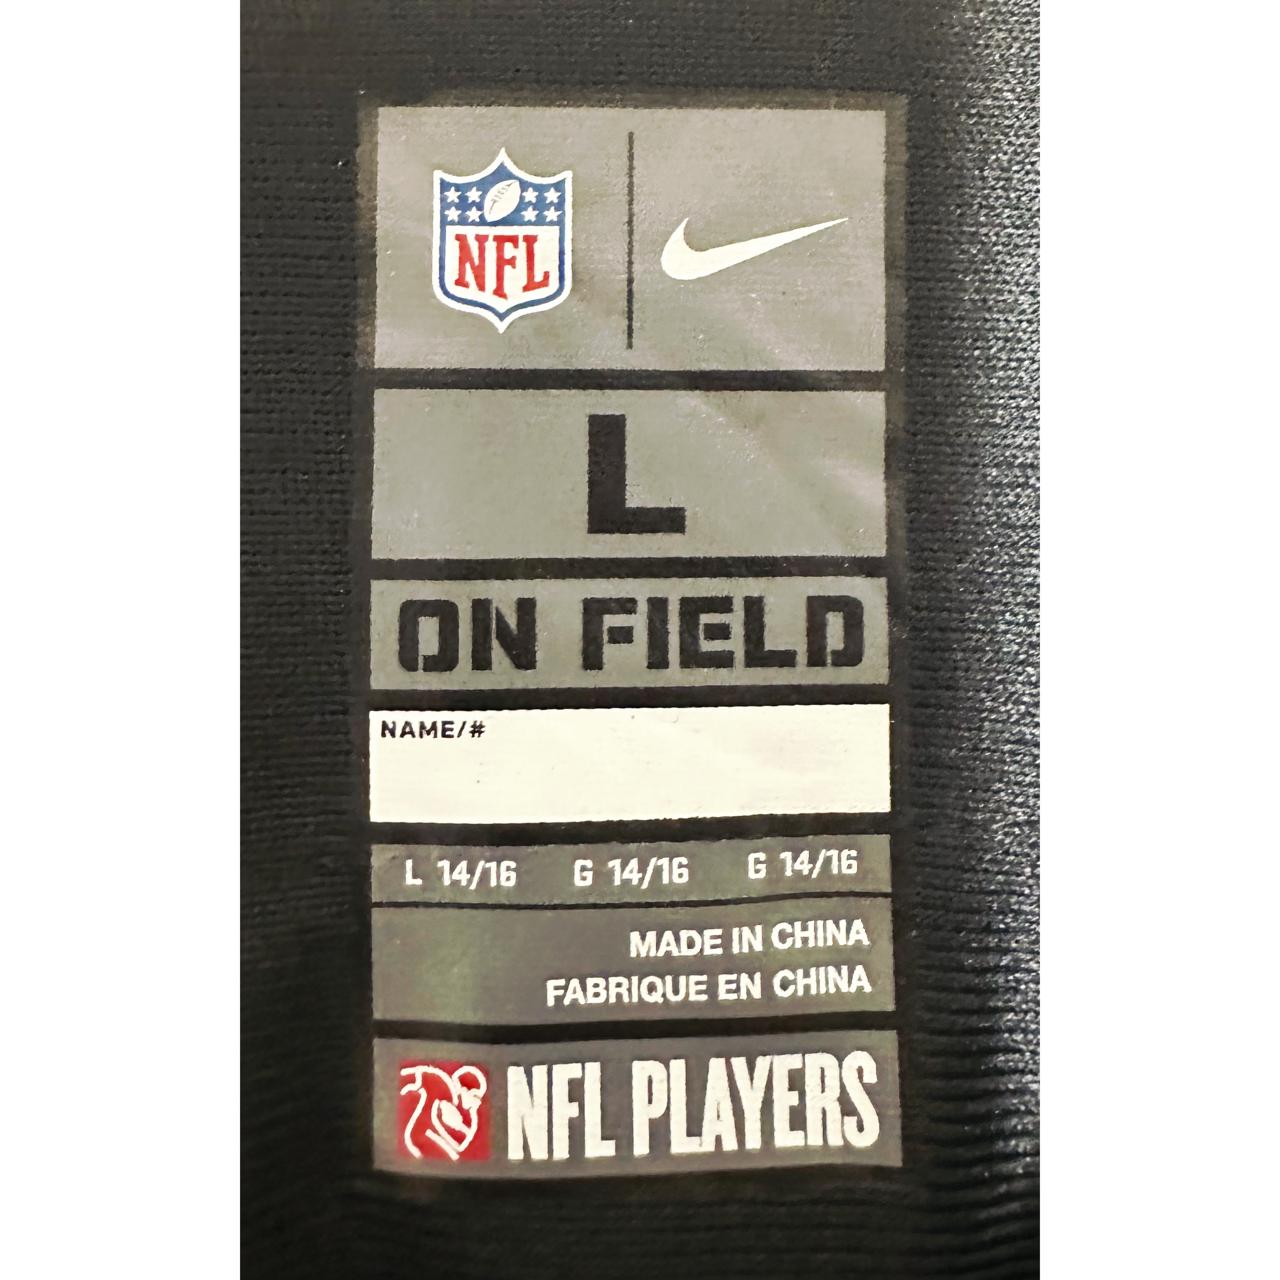 NFL
L
ON FIELD
NAME/#
L 14/16 G 14/16 G 14/16
MADE IN CHINA
FABRIQUE EN CHINA
NFL PLAYERS